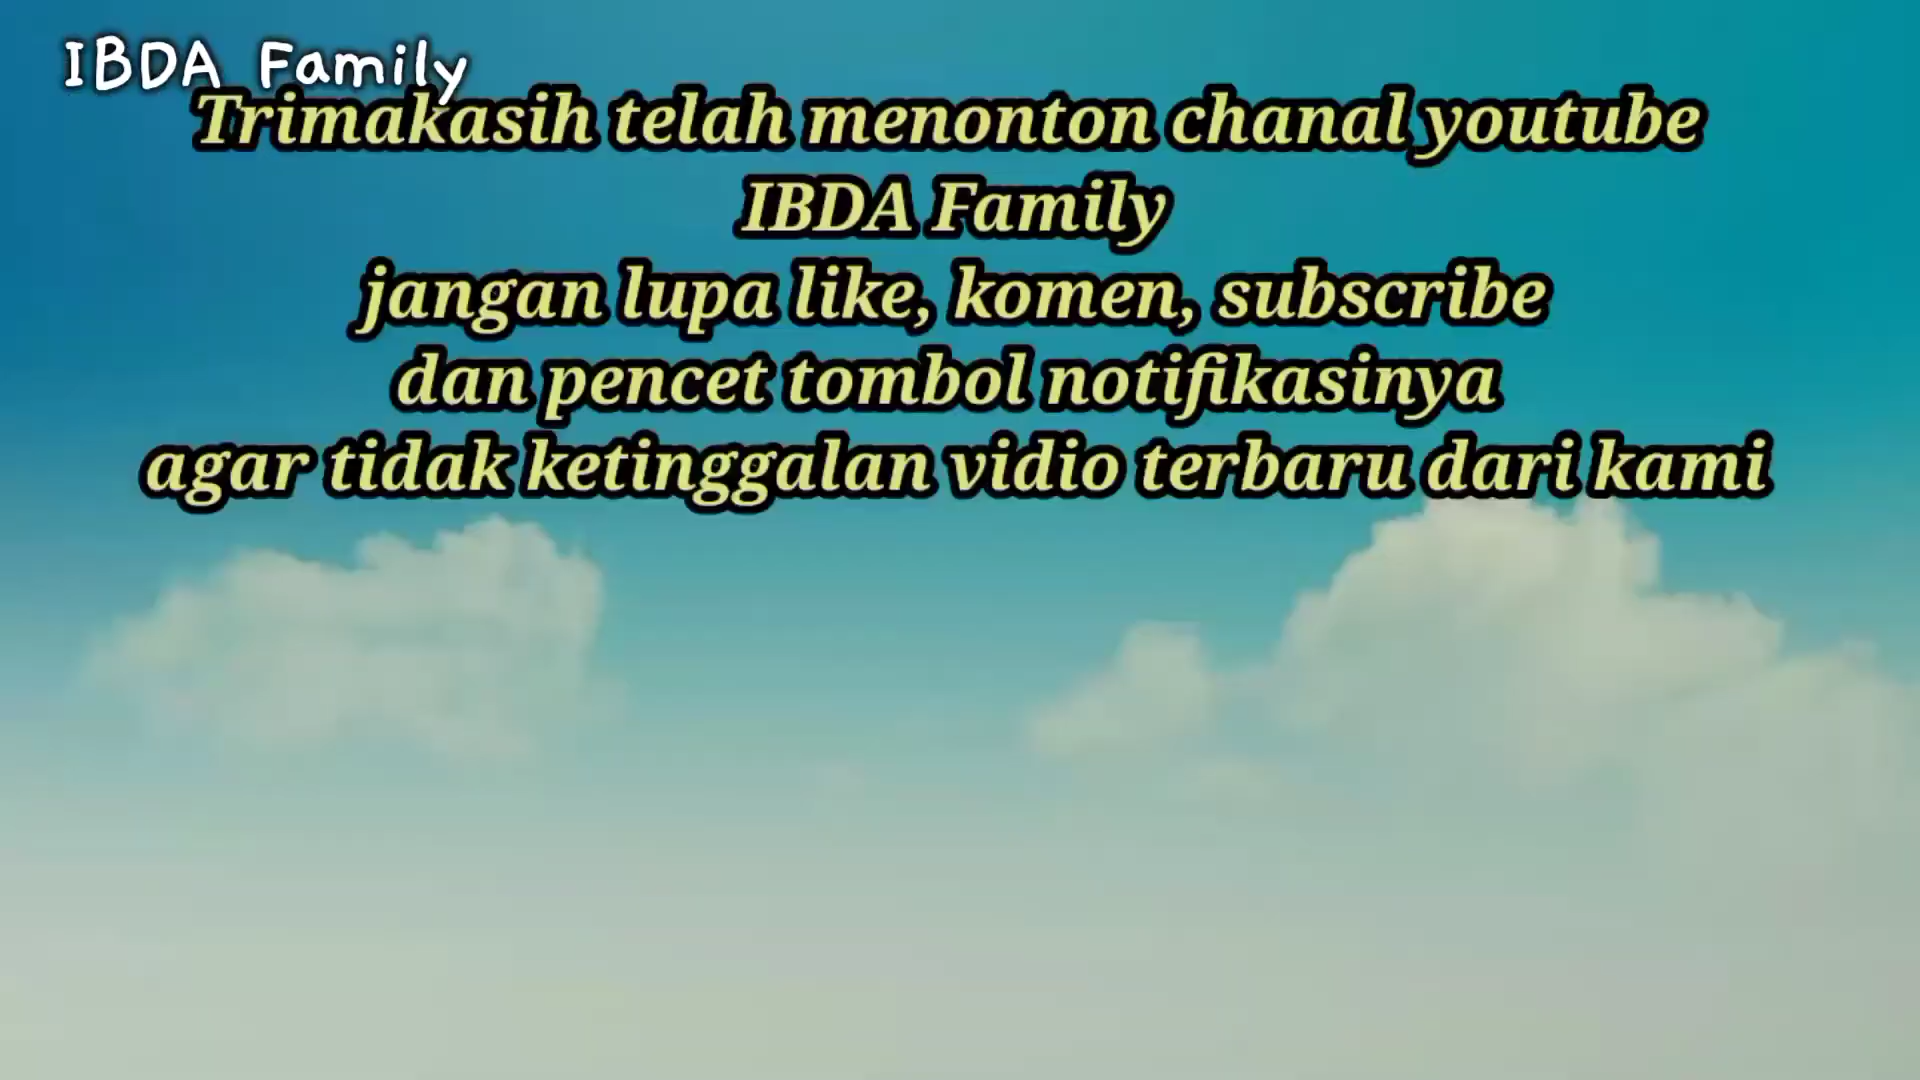 IBDA Family
Trimakasih telah menonton chanal youtube
IBDA Family
jangan lupa like, komen, subscribe
dan pencet tombol notifikasinya
agar tidak ketinggalan vidio terbaru dari kami